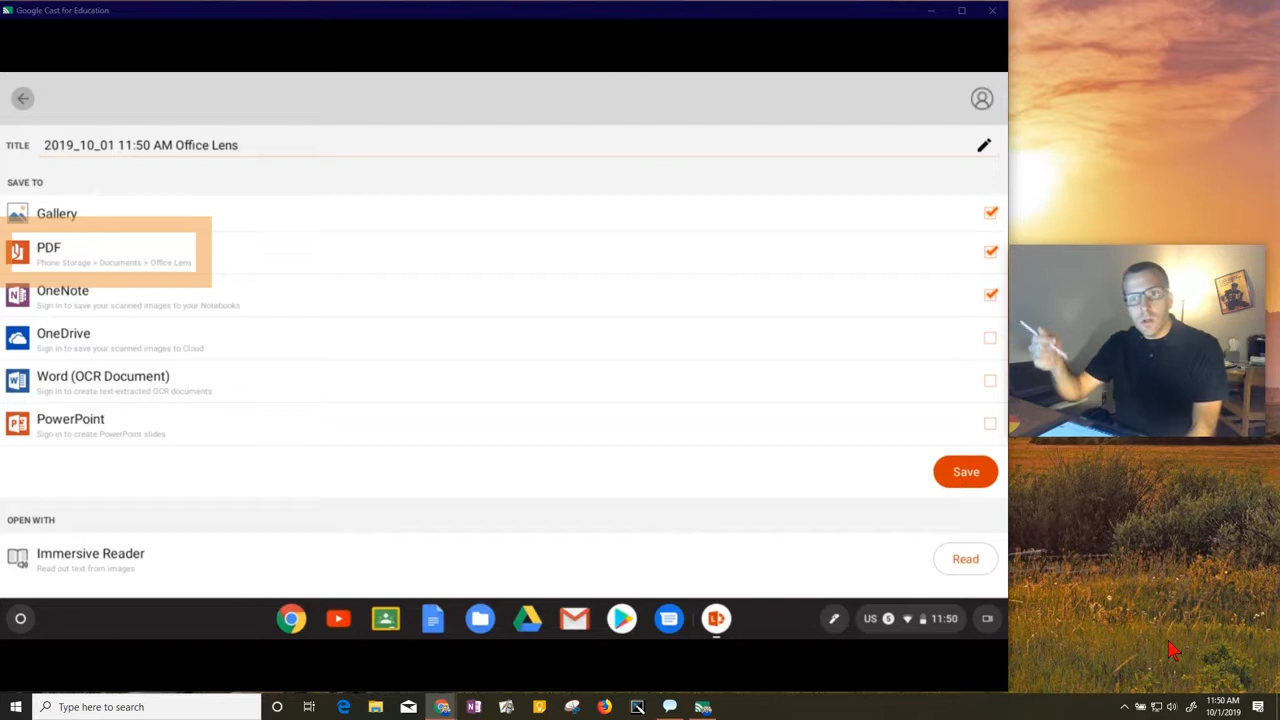 Google Cast for Education
TITLE 2019_10_01 11:50 AM Office Lens
SAVE TO
Gallery
PDF
Phone Storage > Documents > Office Lens
OneNote
Sign in to save your scanned images to your Notebooks
OneDrive
Sign in to save your scanned images to Cloud
Word (OCR Document)
Sign in to create text-extracted OCR documents
PowerPoint
Sign in to create PowerPoint slides
Save
OPEN WITH
Immersive Reader
Read out text from images
Read
US 5 11:50
Type here to search
11:50 AM
10/1/2019